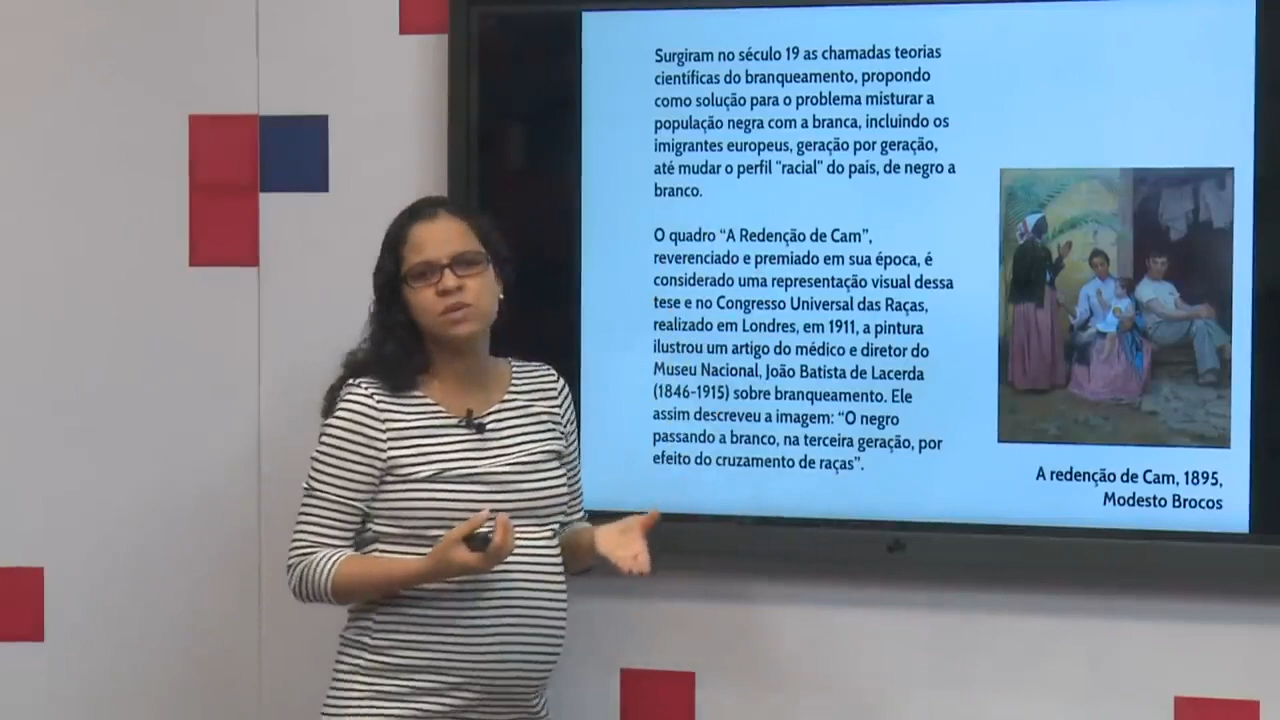 Surgiram no século 19 as chamadas teorias
científicas do branqueamento, propondo
como solução para o problema misturar a
população negra com a branca, incluindo os
imigrantes europeus, geração por geração,
até mudar o perfil "racial" do país, de negro a
branco.
O quadro “A Redenção de Cam”,
reverenciado e premiado em sua época, é
considerado uma representação visual dessa
tese e no Congresso Universal das Raças,
realizado em Londres, em 1911, a pintura
ilustrou um artigo do médico e diretor do
Museu Nacional, João Batista de Lacerda
(1846-1915) sobre branqueamento. Ele
assim descreveu a imagem: “O negro
passando a branco, na terceira geração, por
efeito do cruzamento de raças”.
A redenção de Cam, 1895,
Modesto Brocos